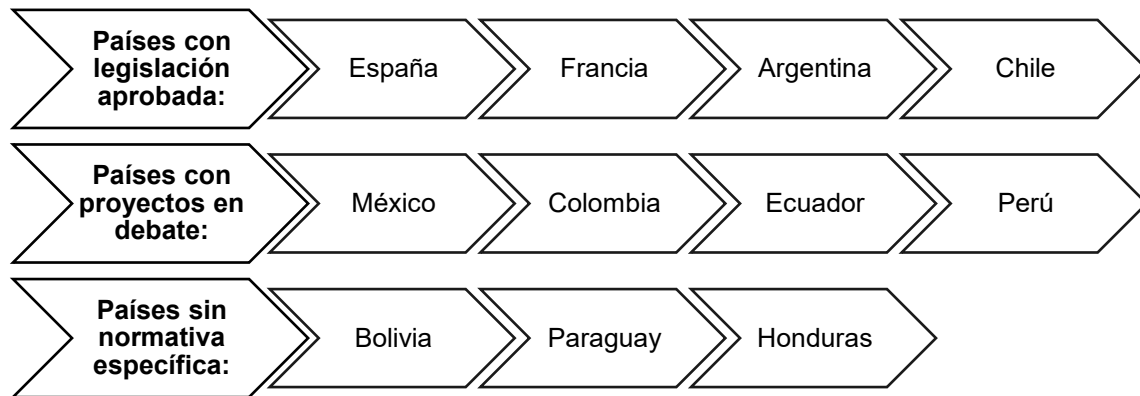 Países con
legislación
aprobada:
España
Francia
Argentina
Chile
Países con
proyectos en
debate:
México
Colombia
Ecuador
Perú
Países sin
normativa
específica:
Bolivia
Paraguay
Honduras